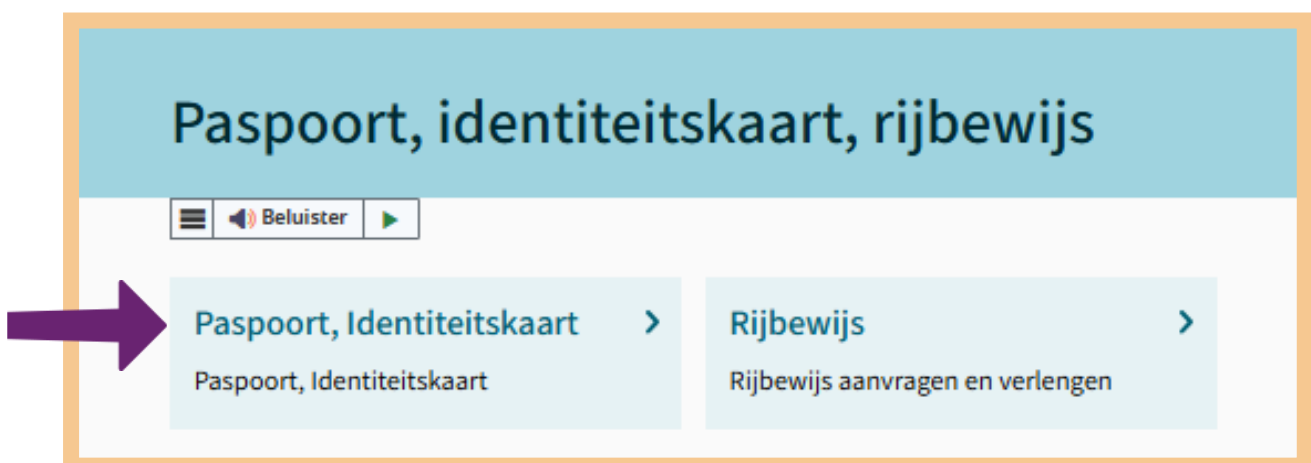 Paspoort, identiteitskaart, rijbewijs
Beluister
Paspoort, Identiteitskaart
Paspoort, Identiteitskaart
Rijbewijs
Rijbewijs aanvragen en verlengen